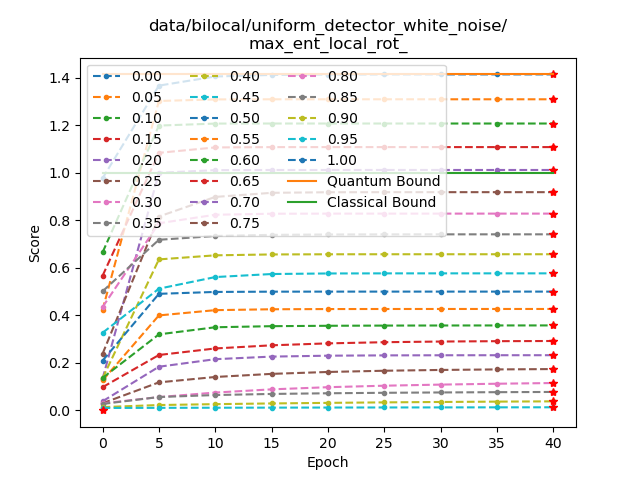 data/bilocal/uniform_detector_white_noise/
max_ent_local_rot_
1.4
1.2
1.0
0.8
0.6
0.4
0.2
0.0
Score
0.00 0.40 0.80
0.05 0.45 0.85
0.10 0.50 0.90
0.15 0.55 0.95
0.20 0.60 1.00
0.25 0.65 Quantum Bound
0.30 0.70 Classical Bound
0.35 0.75
0 5 10 15 20 25 30 35 40
Epoch